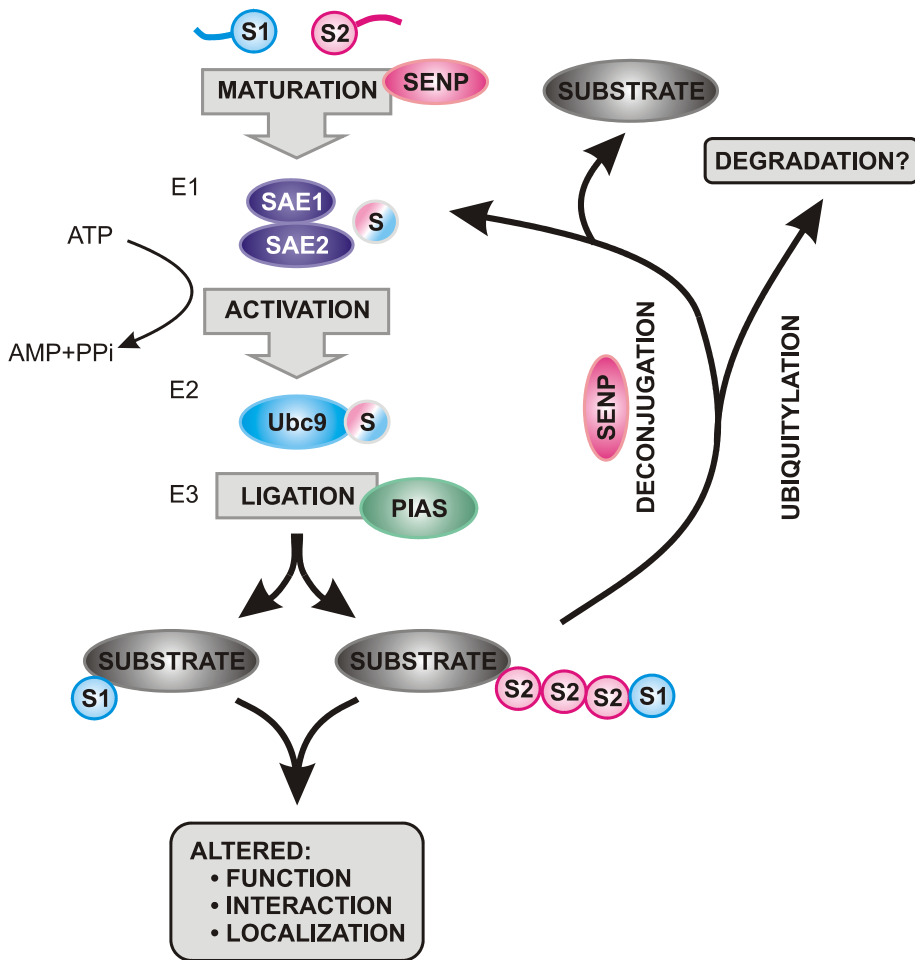 S1
S2
MATURATION
SENP
SUBSTRATE
DEGRADATION?
E1
SAE1
S
SAE2
ATP
ACTIVATION
AMP+PPi
E2
Ubc9
S
SENP
DECONJUGATION
UBIQUITYLATION
E3
LIGATION
PIAS
SUBSTRATE
S1
SUBSTRATE
S2
S2
S2
S1
ALTERED:
• FUNCTION
• INTERACTION
• LOCALIZATION